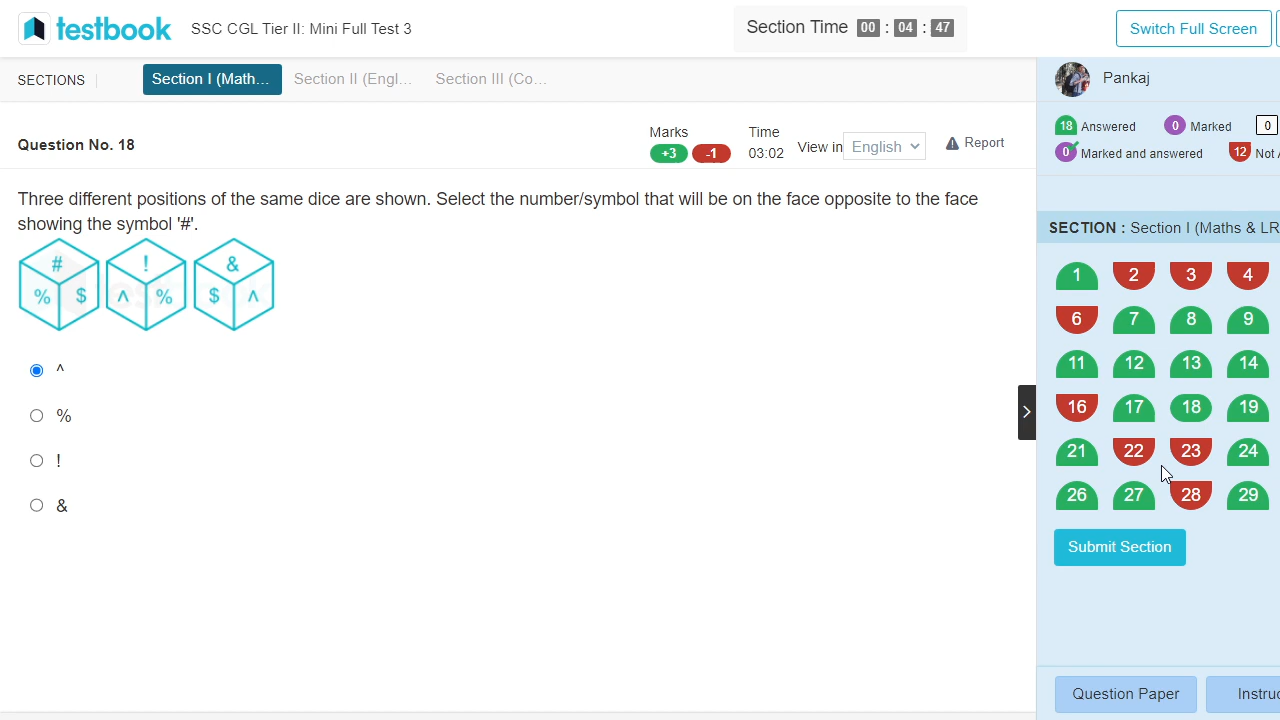 testbook SSC CGL Tier II: Mini Full Test 3 Section Time 00 : 04 : 47 Switch Full Screen
SECTIONS Section I (Math... Section II (Engl... Section III (Co... Pankaj
18 Answered 0 Marked 0
0 Marked and answered 12 Not
Question No. 18 Marks +3 -1 Time 03:02 View in English Report
Three different positions of the same dice are shown. Select the number/symbol that will be on the face opposite to the face
showing the symbol '#'.
# % $ ! ^ % & $ ^
^
%
!
&
SECTION : Section I (Maths & LR
1 2 3 4
6 7 8 9
11 12 13 14
16 17 18 19
21 22 23 24
26 27 28 29
Submit Section
Question Paper Instruc